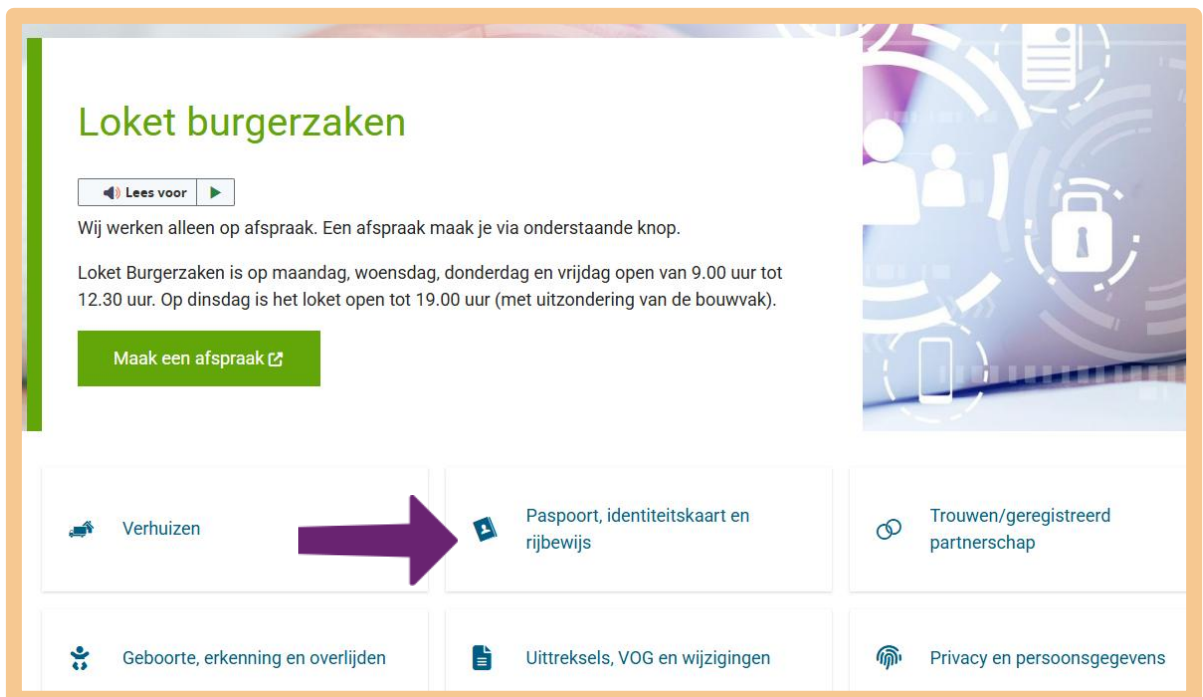 Loket burgerzaken
Lees voor
Wij werken alleen op afspraak. Een afspraak maak je via onderstaande knop.
Loket Burgerzaken is op maandag, woensdag, donderdag en vrijdag open van 9.00 uur tot
12.30 uur. Op dinsdag is het loket open tot 19.00 uur (met uitzondering van de bouwvak).
Maak een afspraak
Verhuizen
Paspoort, identiteitskaart en
rijbewijs
Trouwen/geregistreerd
partnerschap
Geboorte, erkenning en overlijden
Uittreksels, VOG en wijzigingen
Privacy en persoonsgegevens